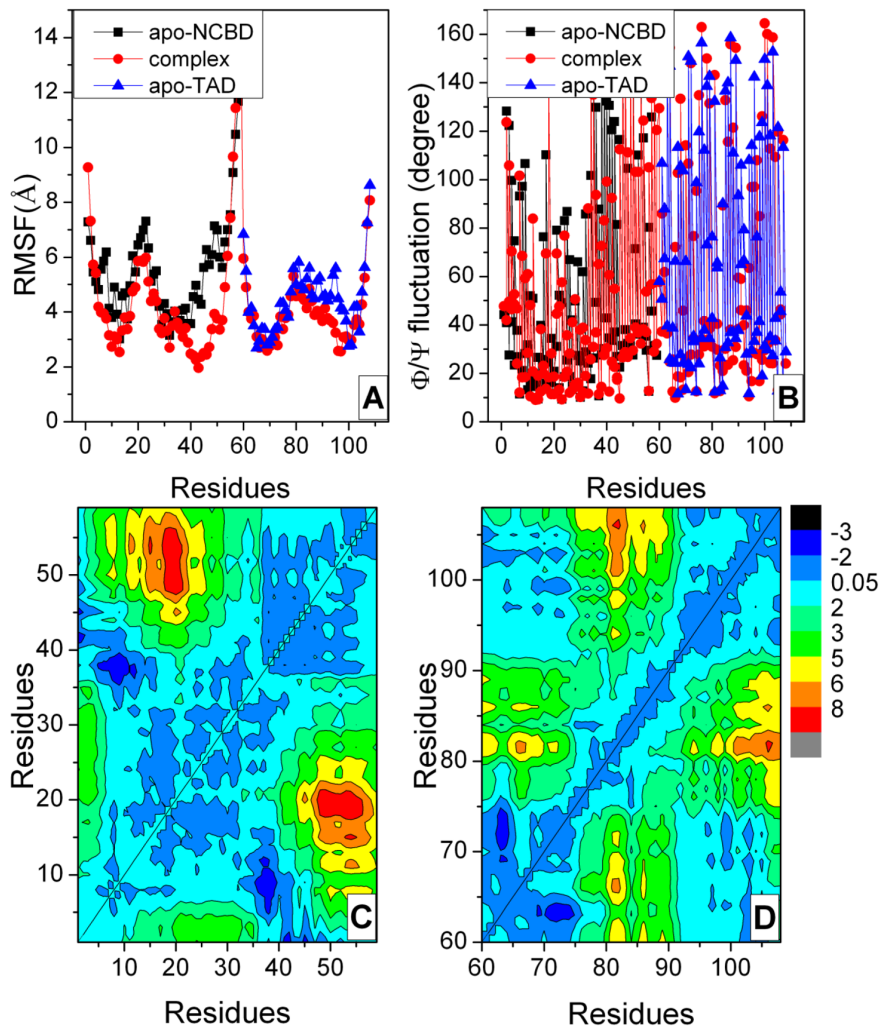 apo-NCBD
complex
apo-TAD
15
14
12
10
8
6
4
2
0
RMSF(Å)
0 20 40 60 80 100
Residues
A
apo-NCBD
complex
apo-TAD
160
140
120
100
80
60
40
20
0
Φ/Ψ fluctuation (degree)
0 20 40 60 80 100
Residues
B
50
40
30
20
10
Residues
10 20 30 40 50
Residues
C
100
90
80
70
60
Residues
60 70 80 90 100
Residues
D
-3
-2
0.05
2
3
5
6
8